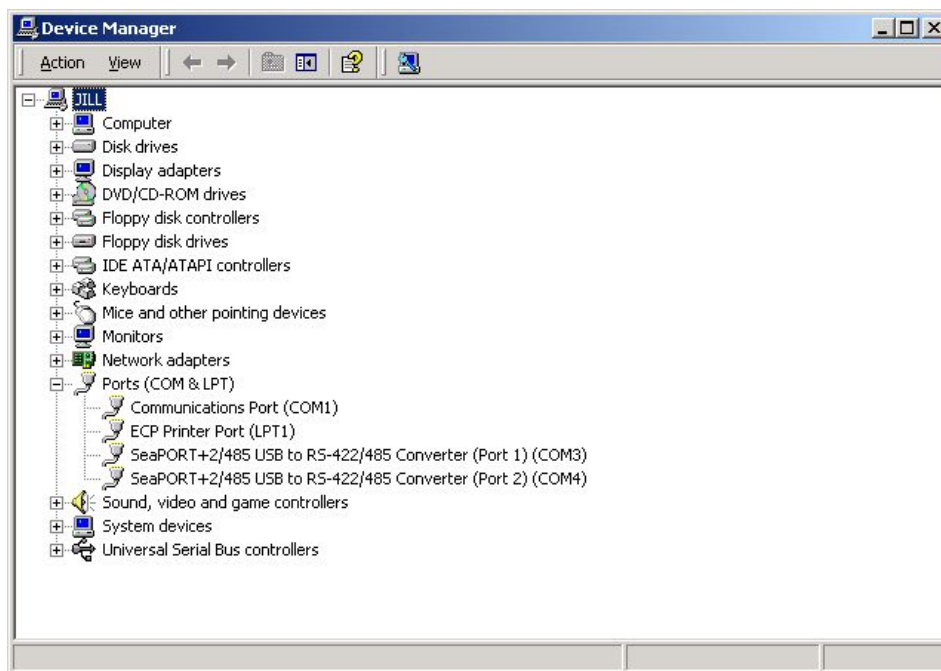 Device Manager
Action View
JILL
Computer
Disk drives
Display adapters
DVD/CD-ROM drives
Floppy disk controllers
Floppy disk drives
IDE ATA/ATAPI controllers
Keyboards
Mice and other pointing devices
Monitors
Network adapters
Ports (COM & LPT)
Communications Port (COM1)
ECP Printer Port (LPT1)
SeaPORT+2/485 USB to RS-422/485 Converter (Port 1) (COM3)
SeaPORT+2/485 USB to RS-422/485 Converter (Port 2) (COM4)
Sound, video and game controllers
System devices
Universal Serial Bus controllers